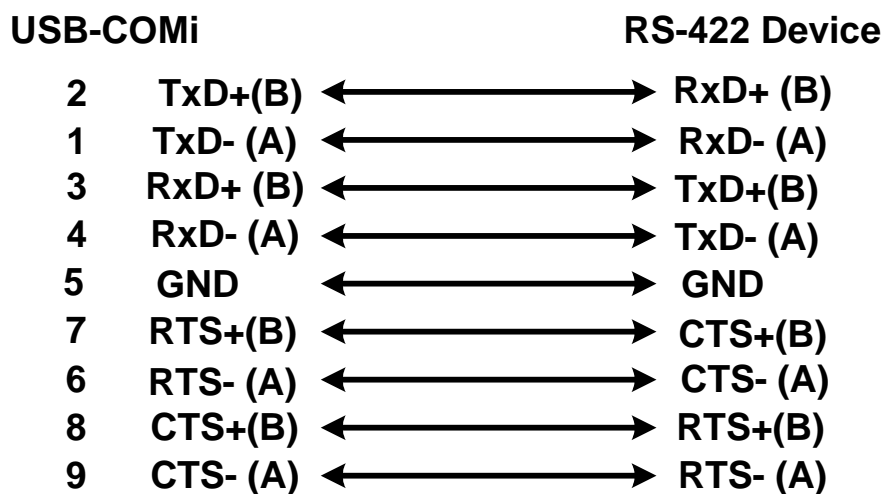 USB-COMi RS-422 Device
2 TxD+(B) RxD+ (B)
1 TxD- (A) RxD- (A)
3 RxD+ (B) TxD+(B)
4 RxD- (A) TxD- (A)
5 GND GND
7 RTS+(B) CTS+(B)
6 RTS- (A) CTS- (A)
8 CTS+(B) RTS+(B)
9 CTS- (A) RTS- (A)